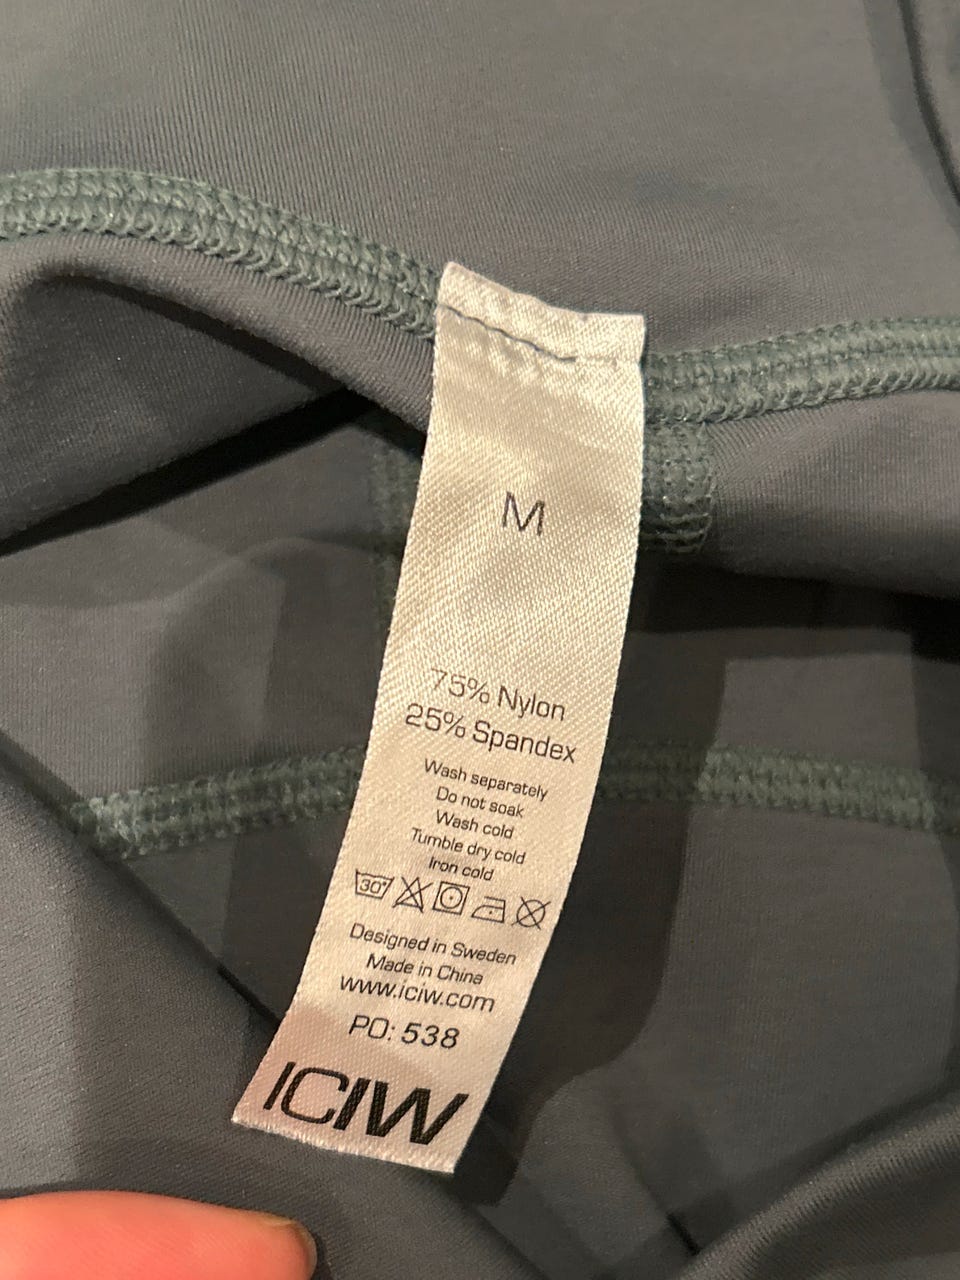 M
75% Nylon
25% Spandex
Wash separately
Do not soak
Wash cold
Tumble dry cold
Iron cold
30°
Designed in Sweden
Made in China
www.iciw.com
PO: 538
ICIW